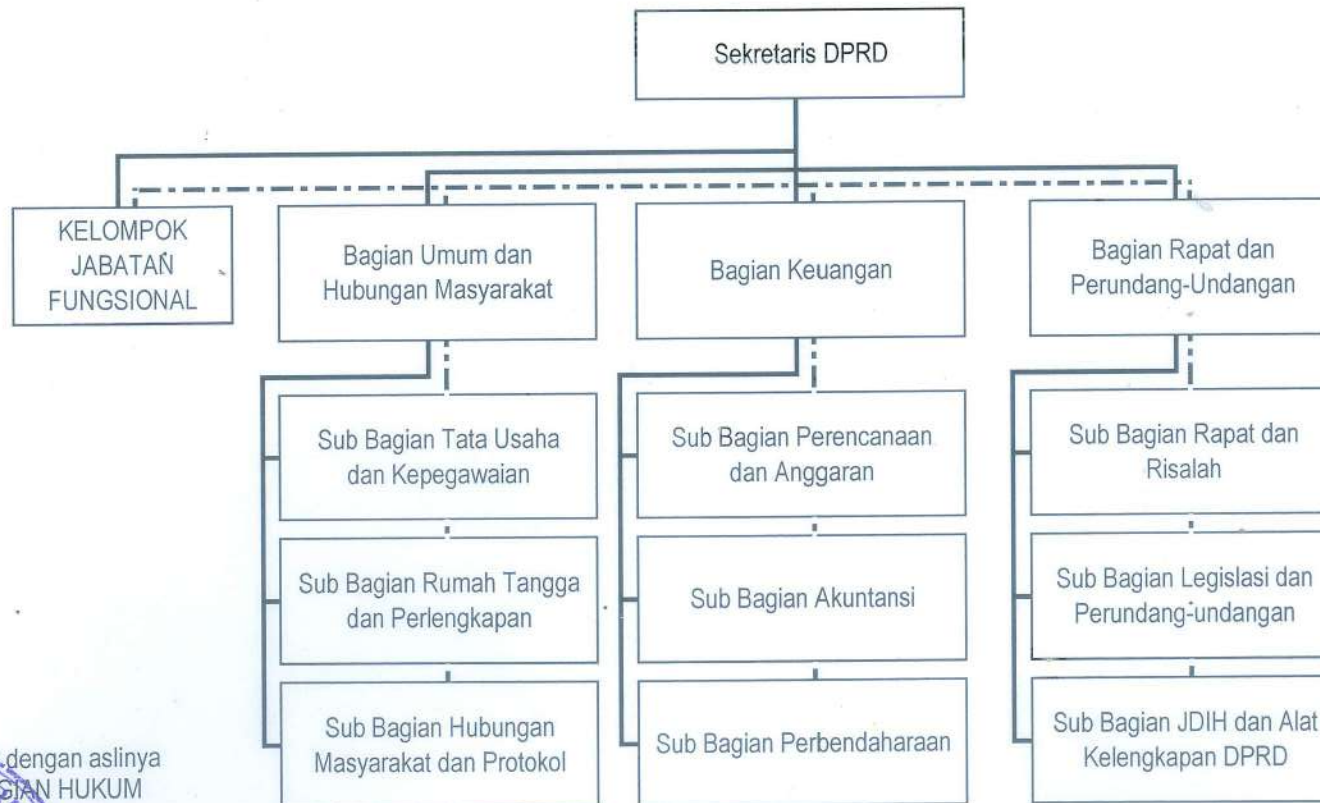 Sekretaris DPRD
KELOMPOK
JABATAN
FUNGSIONAL
Bagian Umum dan
Hubungan Masyarakat
Bagian Keuangan
Bagian Rapat dan
Perundang-Undangan
Sub Bagian Tata Usaha
dan Kepegawaian
Sub Bagian Perencanaan
dan Anggaran
Sub Bagian Rapat dan
Risalah
Sub Bagian Rumah Tangga
dan Perlengkapan
Sub Bagian Akuntansi
Sub Bagian Legislasi dan
Perundang-undangan
Sub Bagian Hubungan
Masyarakat dan Protokol
Sub Bagian Perbendaharaan
Sub Bagian JDIH dan Alat
Kelengkapan DPRD
dengan aslinya
HUKUM